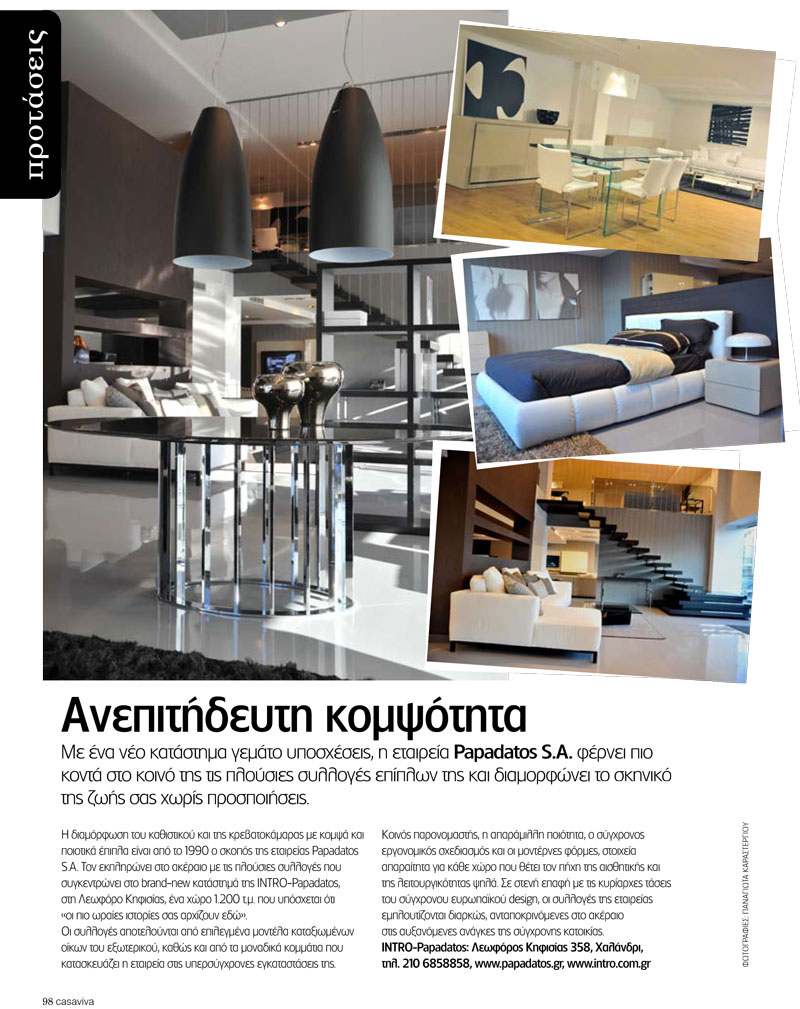 προτάσεις
Ανεπιτήδευτη κομψότητα
Με ένα νέο κατάστημα γεμάτο υποσχέσεις, η εταιρεία Papadatos S.A. φέρνει πιο
κοντά στο κοινό της τις πλούσιες συλλογές επίπλων της και διαμορφώνει το σκηνικό
της ζωής σας χωρίς προσποιήσεις.
Η διαμόρφωση του καθιστικού και της κρεβατοκάμαρας με κομψά και
ποιοτικά έπιπλα είναι από το 1990 ο σκοπός της εταιρείας Papadatos
S.A. Τον εκπληρώνει στο ακέραιο με τις πλούσιες συλλογές που
συγκεντρώνει στο brand-new κατάστημά της INTRO-Papadatos,
στη Λεωφόρο Κηφισίας, ένα χώρο 1.200 τ.μ. που υπόσχεται ότι
«οι πιο ωραίες ιστορίες σας αρχίζουν εδώ».
Οι συλλογές αποτελούνται από επιλεγμένα μοντέλα καταξιωμένων
οίκων του εξωτερικού, καθώς και από τα μοναδικά κομμάτια που
κατασκευάζει η εταιρεία στις υπερσύγχρονες εγκαταστάσεις της.
Κοινός παρονομαστής, η απαράμιλλη ποιότητα, ο σύγχρονος
εργονομικός σχεδιασμός και οι μοντέρνες φόρμες, στοιχεία
απαραίτητα για κάθε χώρο που θέτει τον πήχη της αισθητικής και
της λειτουργικότητας ψηλά. Σε στενή επαφή με τις κυρίαρχες τάσεις
του σύγχρονου ευρωπαϊκού design, οι συλλογές της εταιρείας
εμπλουτίζονται διαρκώς, ανταποκρινόμενες στο ακέραιο
στις αυξανόμενες ανάγκες της σύγχρονης κατοικίας.
INTRO-Papadatos: Λεωφόρος Κηφισίας 358, Χαλάνδρι,
τηλ. 210 6858858, www.papadatos.gr, www.intro.com.gr
ΦΩΤΟΓΡΑΦΙΕΣ: ΠΑΝΑΓΙΩΤΑ ΚΑΡΑΣΤΕΡΓΙΟΥ
98 casaviva